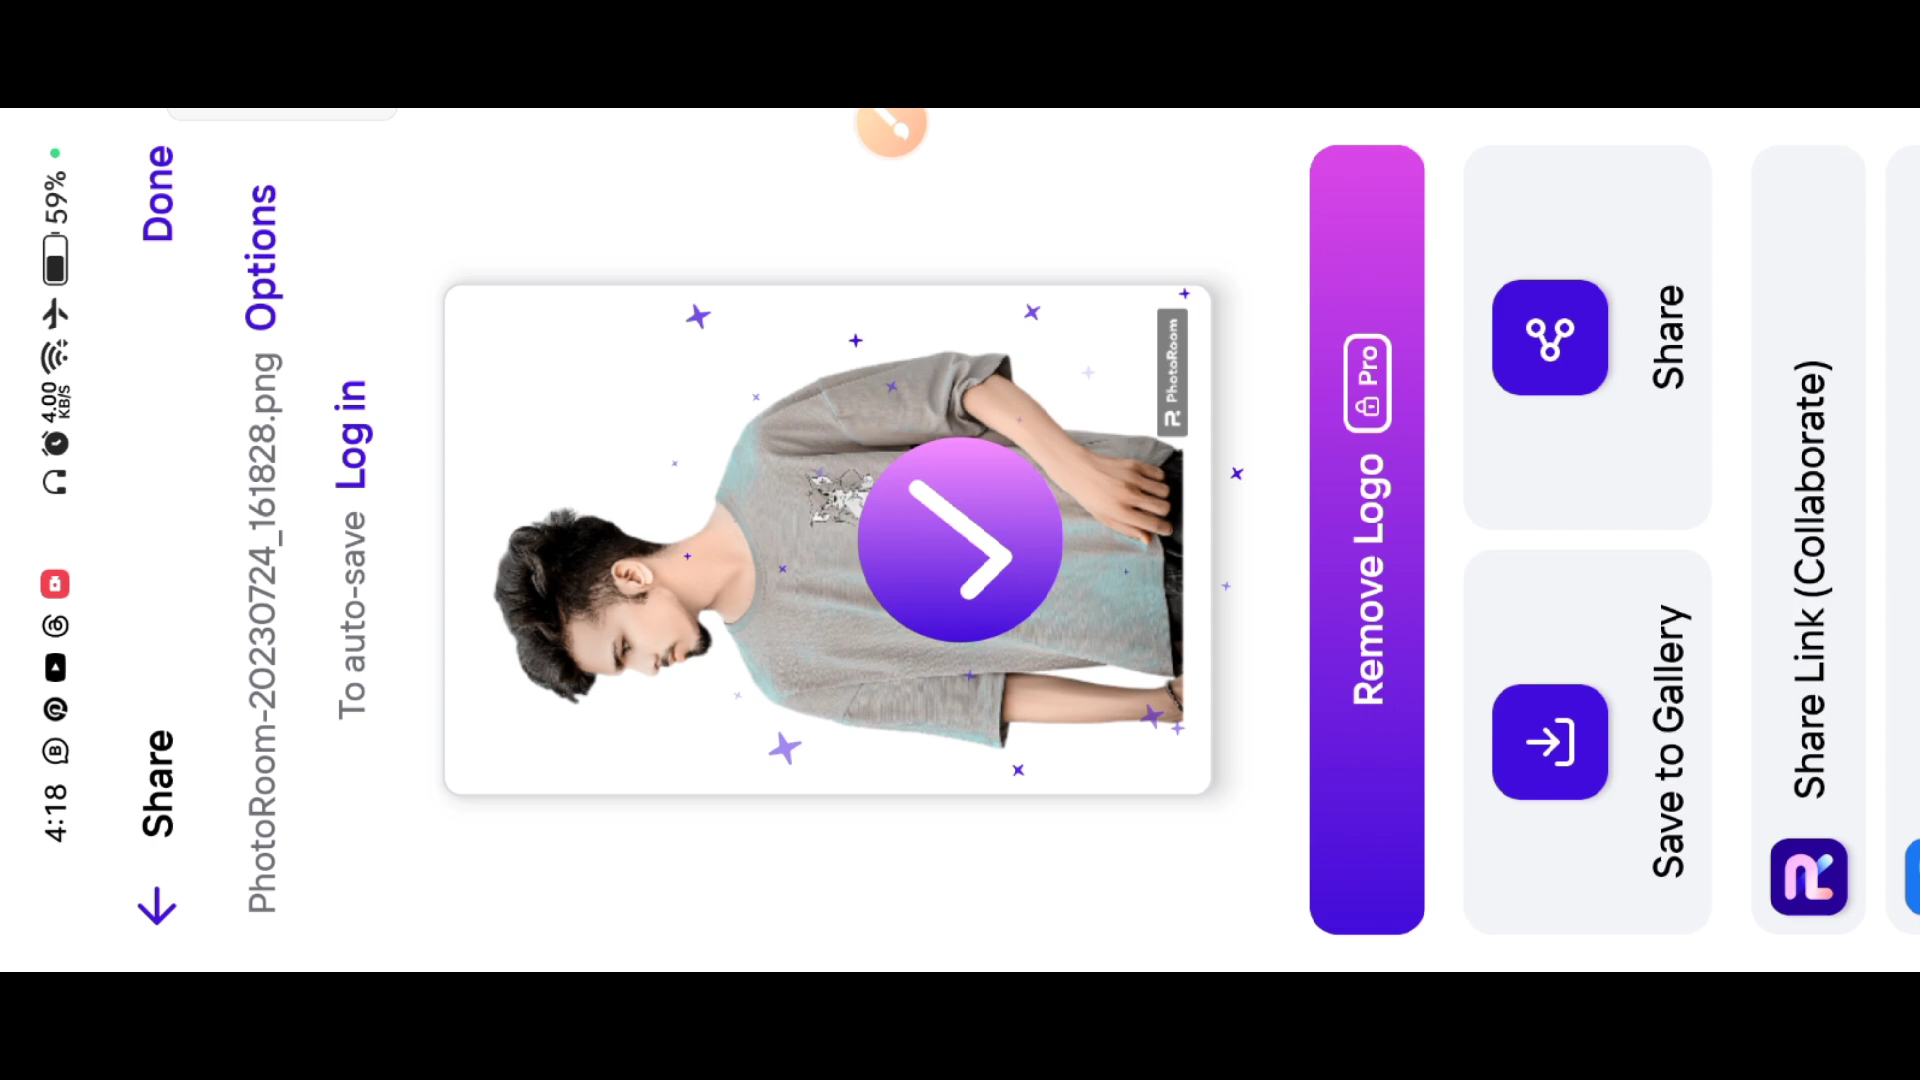 4:18
4.00
KB/S
59%
Share
Done
PhotoRoom-20230724_161828.png
Options
To auto-save Log in
PhotoRoom
Remove Logo Pro
Save to Gallery
Share
Share Link (Collaborate)